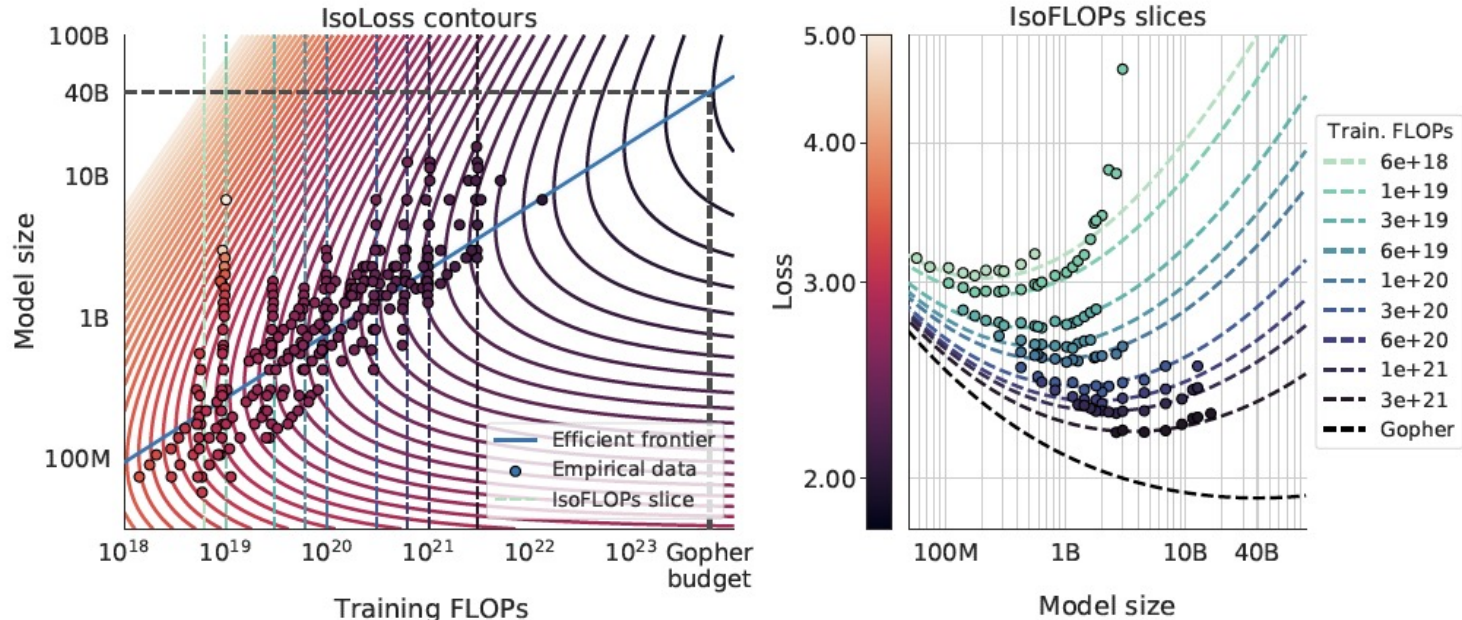 IsoLoss contours
100B
40B
10B
1B
100M
Model size
Efficient frontier
Empirical data
IsoFLOPs slice
10^18 10^19 10^20 10^21 10^22 10^23 Gopher
budget
Training FLOPs
IsoFLOPs slices
5.00
4.00
3.00
2.00
Loss
100M 1B 10B 40B
Model size
Train. FLOPs
6e+18
1e+19
3e+19
6e+19
1e+20
3e+20
6e+20
1e+21
3e+21
Gopher